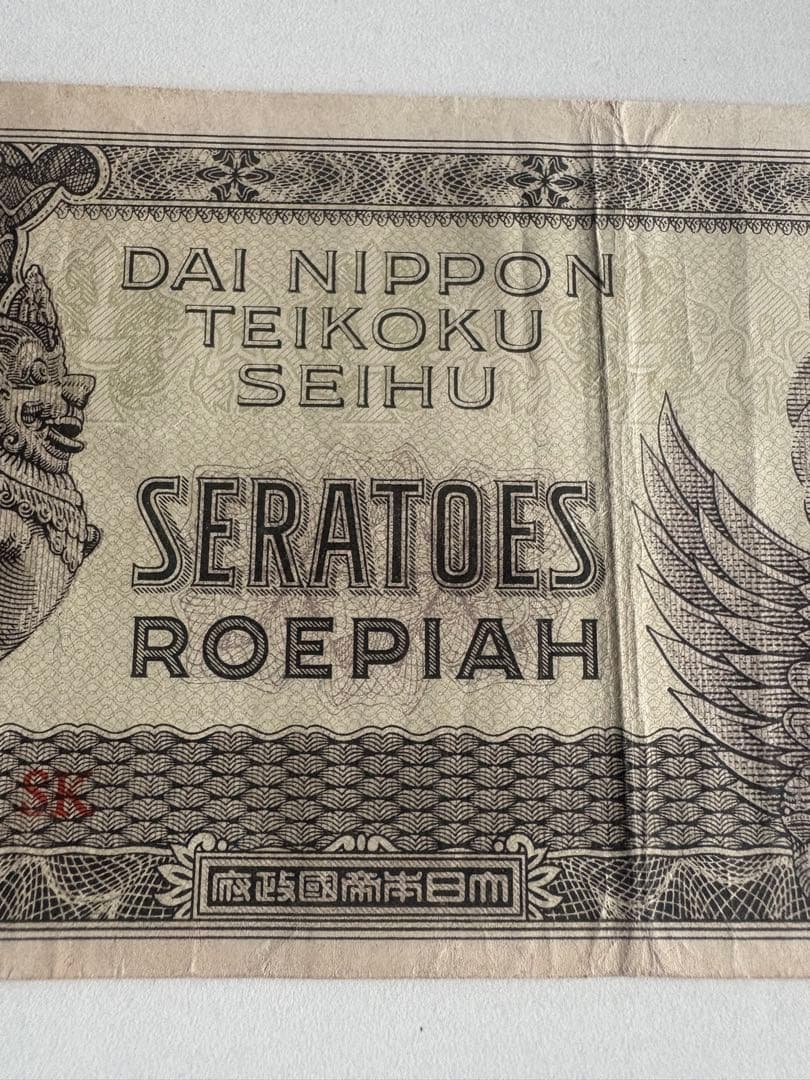 DAI NIPPON
TEIKOKU
SEIHU
SERATOES
ROEPIAH
SK
府政國帝本日大